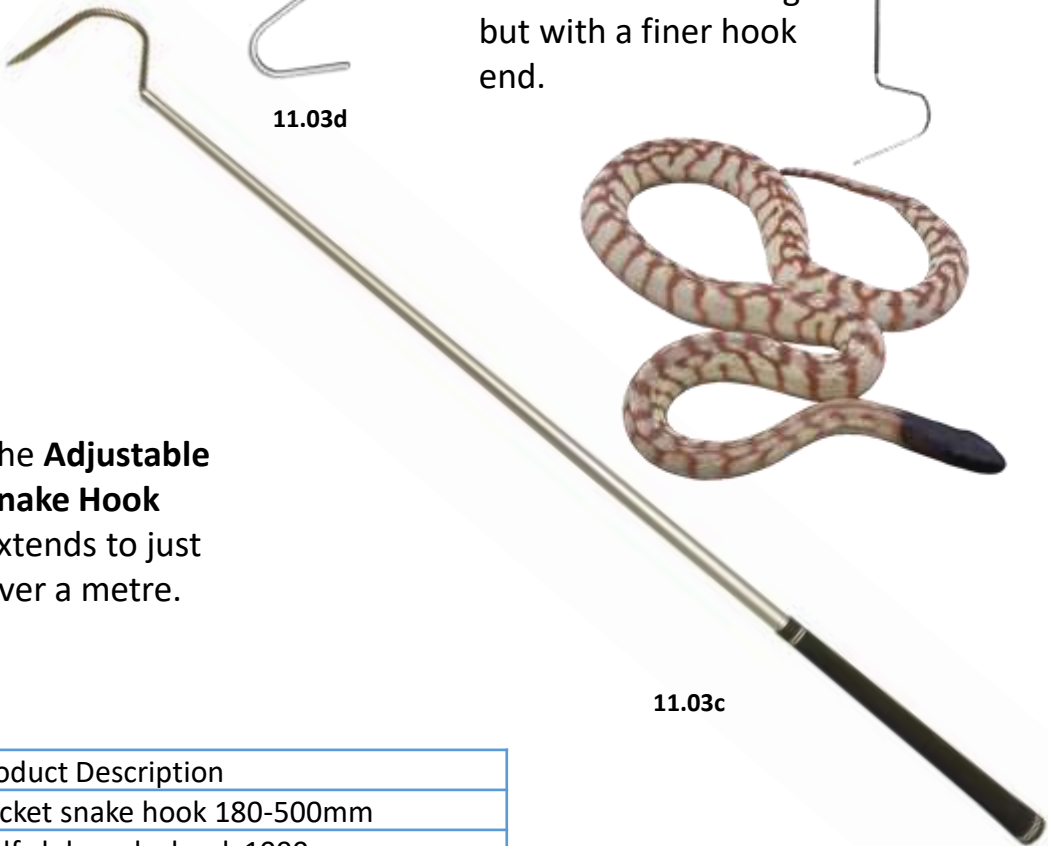 but with a finer hook
end.
11.03d
he Adjustable
nake Hook
xtends to just
ver a metre.
11.03c
oduct Description
cket snake hook 180-500mm